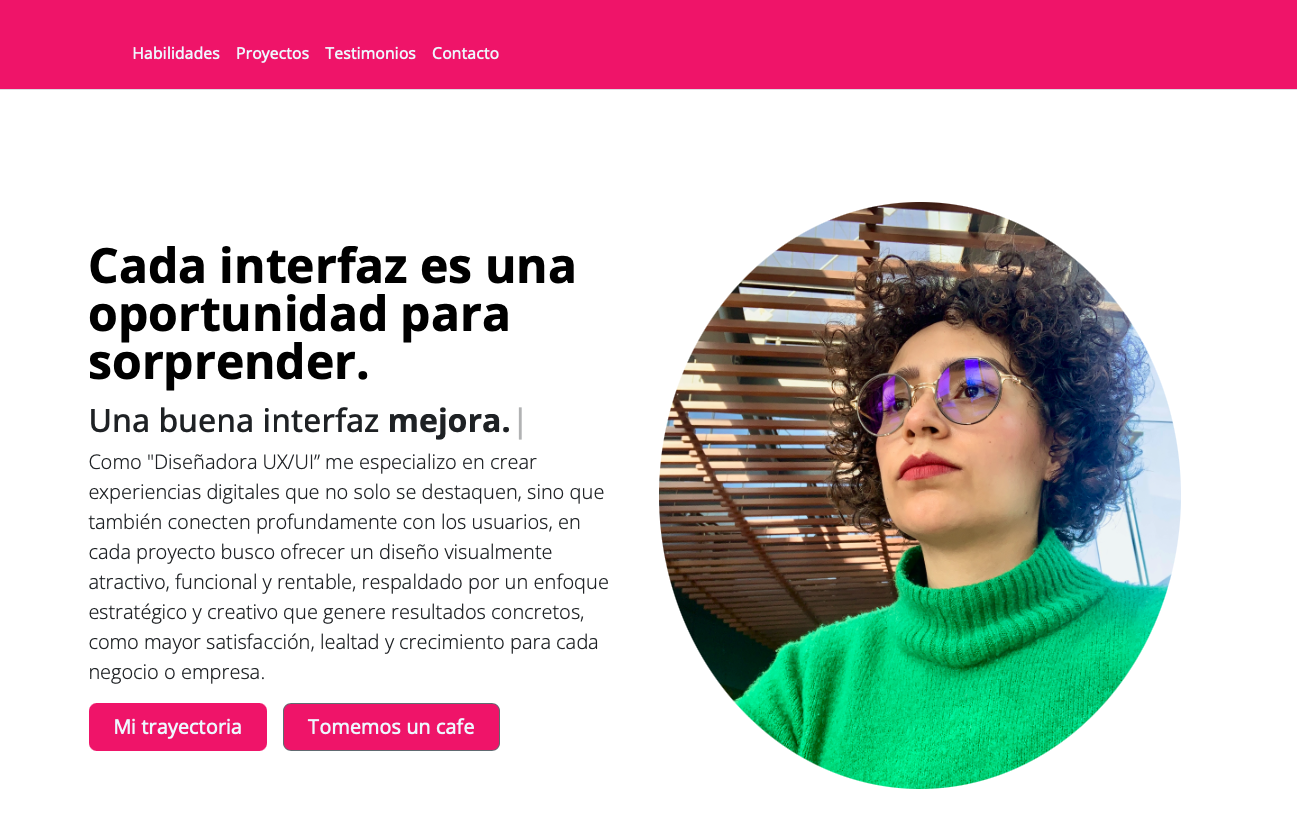 Habilidades Proyectos Testimonios Contacto
Cada interfaz es una
oportunidad para
sorprender.
Una buena interfaz mejora.|
Como "Diseñadora UX/UI” me especializo en crear
experiencias digitales que no solo se destaquen, sino que
también conecten profundamente con los usuarios, en
cada proyecto busco ofrecer un diseño visualmente
atractivo, funcional y rentable, respaldado por un enfoque
estratégico y creativo que genere resultados concretos,
como mayor satisfacción, lealtad y crecimiento para cada
negocio o empresa.
Mi trayectoria Tomemos un cafe